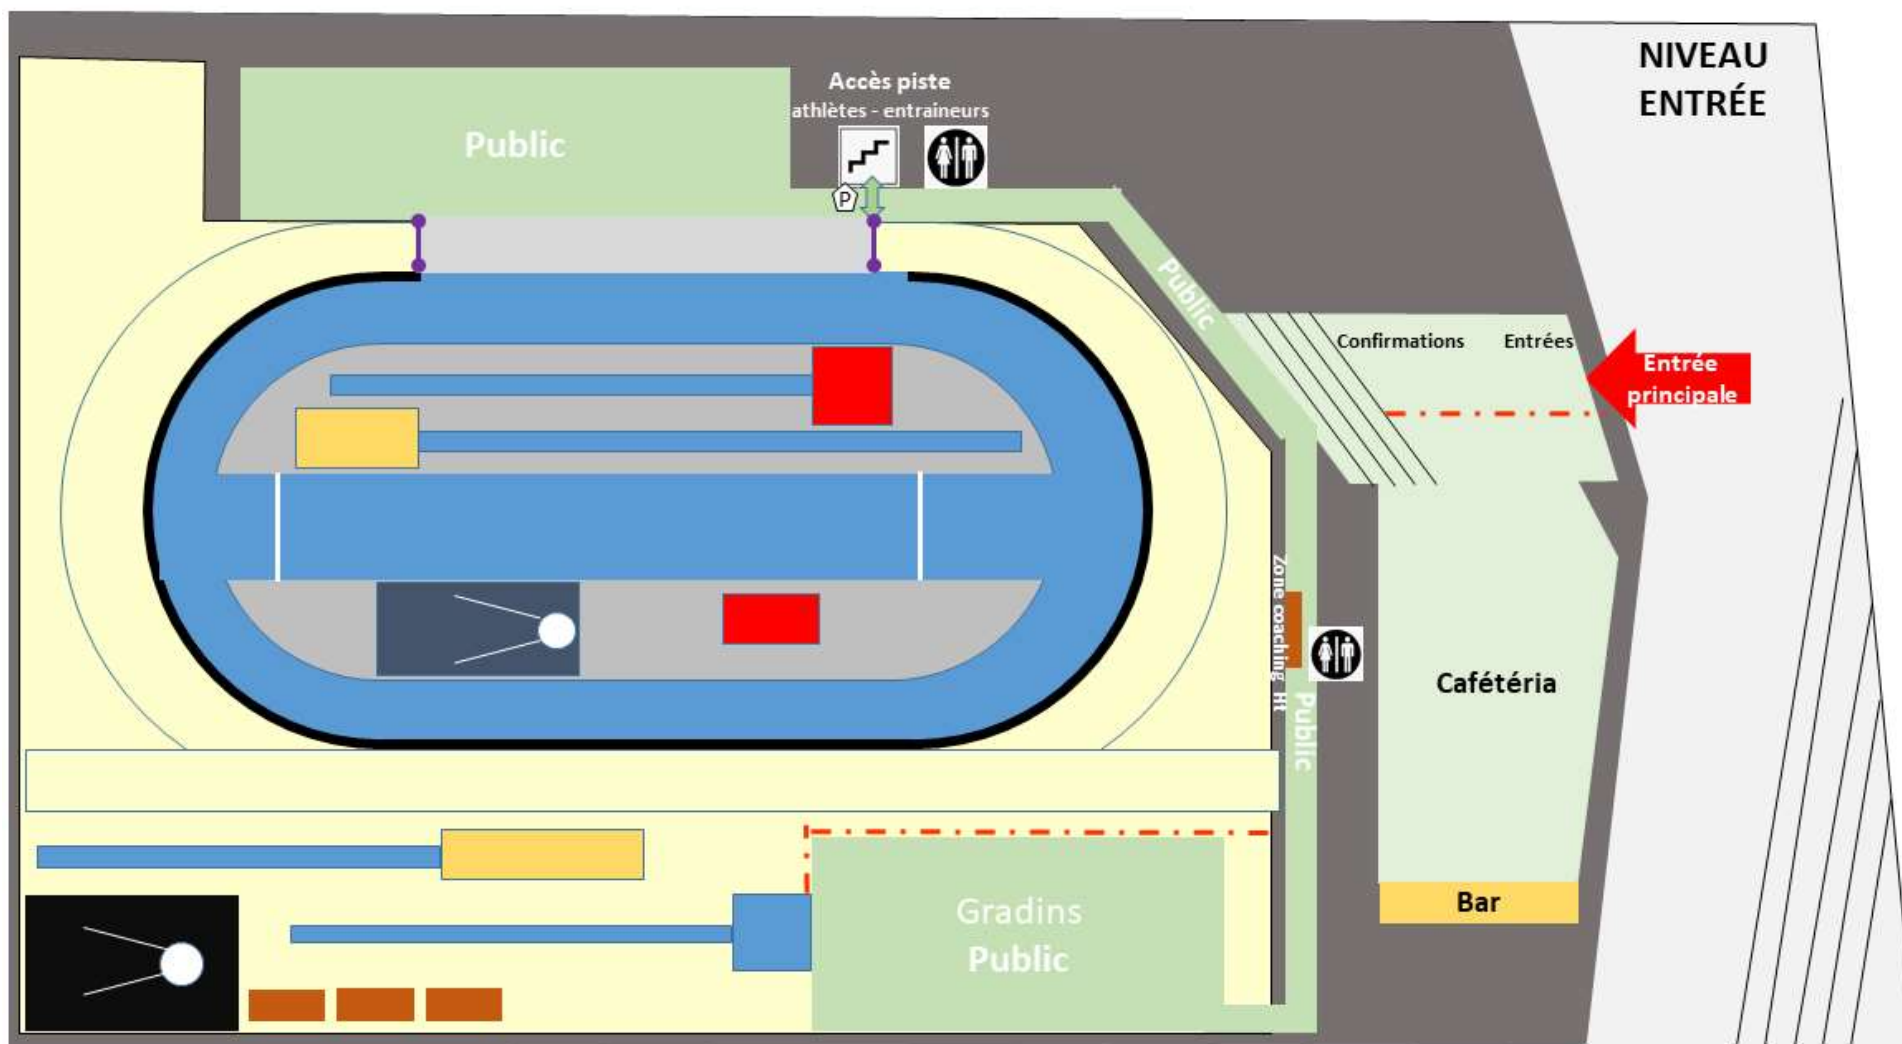 NIVEAU
ENTRÉE
Accès piste
athlètes - entraineurs
Public
P
Public
Confirmations
Entrées
Entrée
principale
Zone coaching Ht
Public
Cafétéria
Bar
Gradins
Public